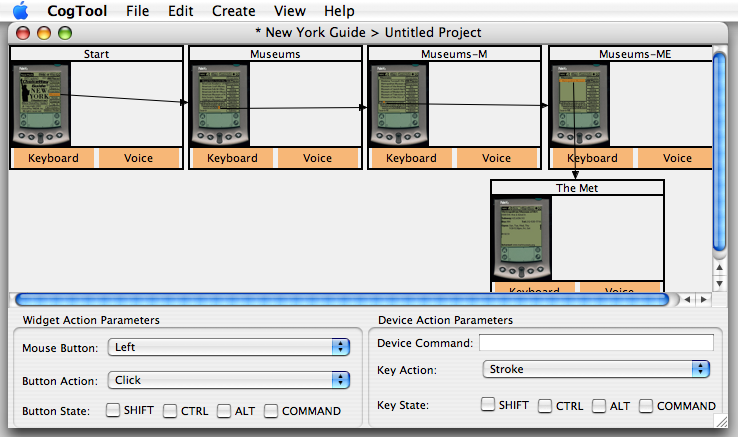 CogTool File Edit Create View Help
* New York Guide > Untitled Project
Start Museums Museums-M Museums-ME
Keyboard Voice Keyboard Voice Keyboard Voice Keyboard Voice
The Met
Keyboard Voice
Widget Action Parameters
Mouse Button: Left
Button Action: Click
Button State: SHIFT CTRL ALT COMMAND
Device Action Parameters
Device Command:
Key Action: Stroke
Key State: SHIFT CTRL ALT COMMAND